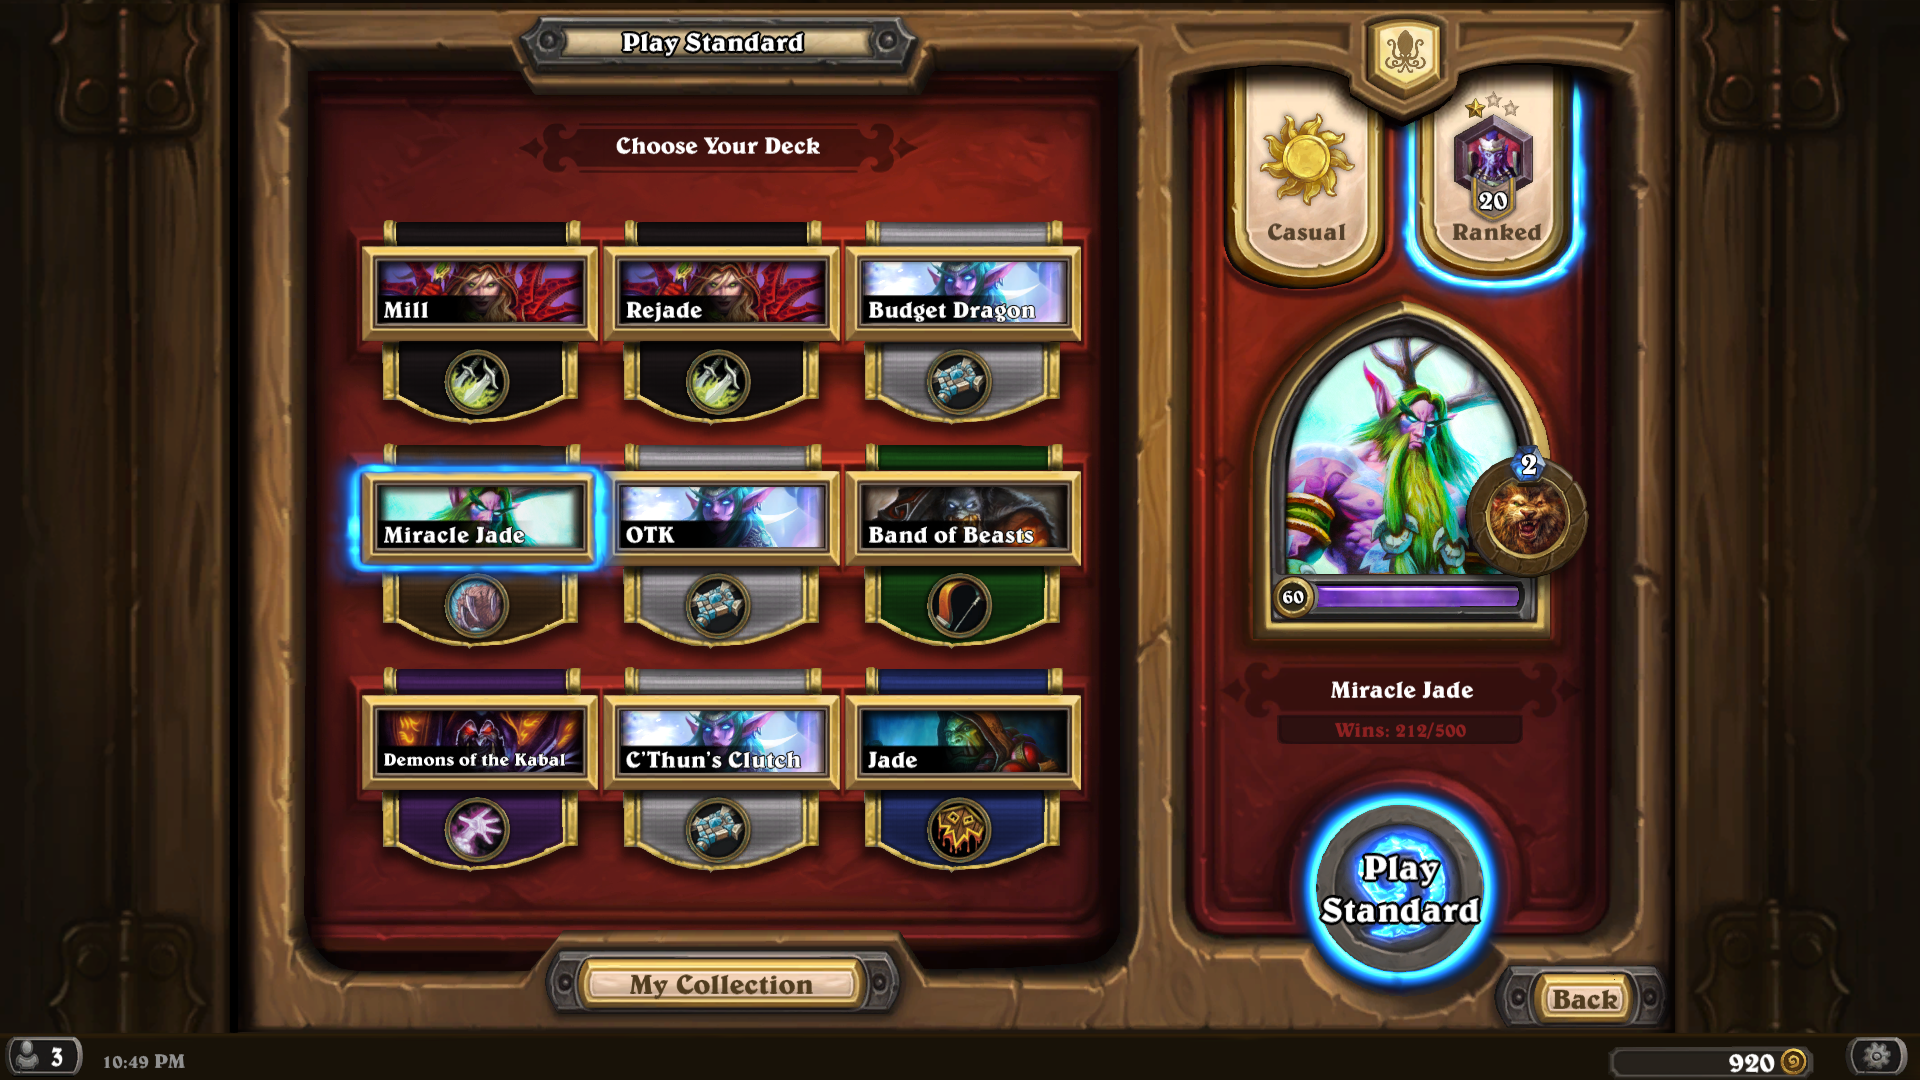 Play Standard
Choose Your Deck
Mill
Rejade
Budget Dragon
Miracle Jade
OTK
Band of Beasts
Demons of the Kabal
C'Thun's Clutch
Jade
My Collection
Casual
20
Ranked
2
60
Miracle Jade
Wins: 212/500
Play
Standard
Back
3
10:49 PM
920